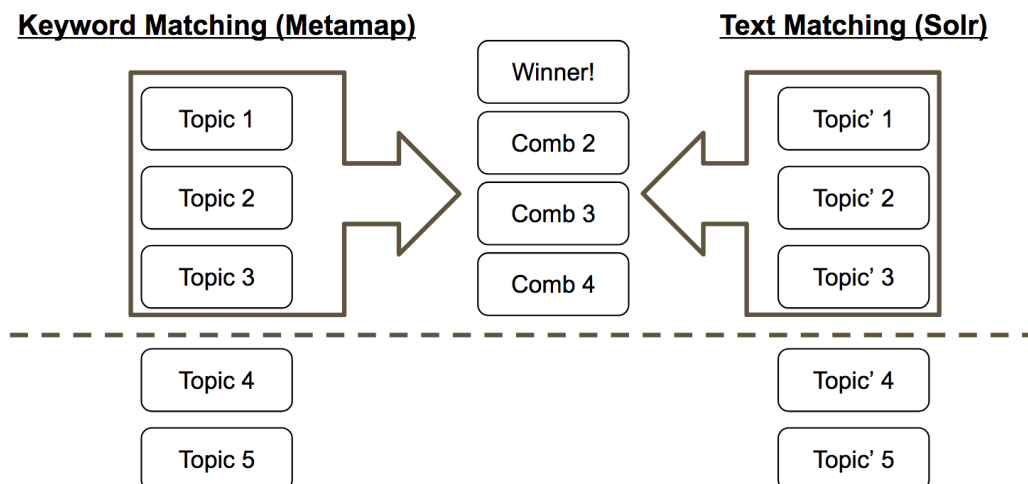 Keyword Matching (Metamap)
Text Matching (Solr)
Winner!
Topic 1
Topic 2
Topic 3
Comb 2
Comb 3
Comb 4
Topic’ 1
Topic’ 2
Topic’ 3
Topic 4
Topic 5
Topic’ 4
Topic’ 5